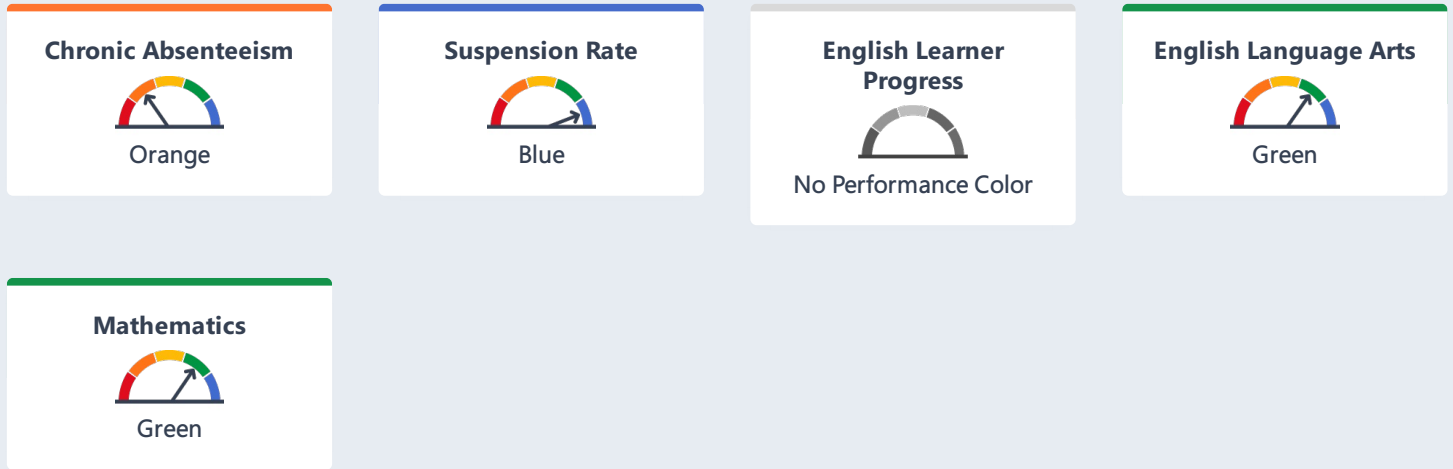 Chronic Absenteeism
Orange
Suspension Rate
Blue
English Learner
Progress
No Performance Color
English Language Arts
Green
Mathematics
Green